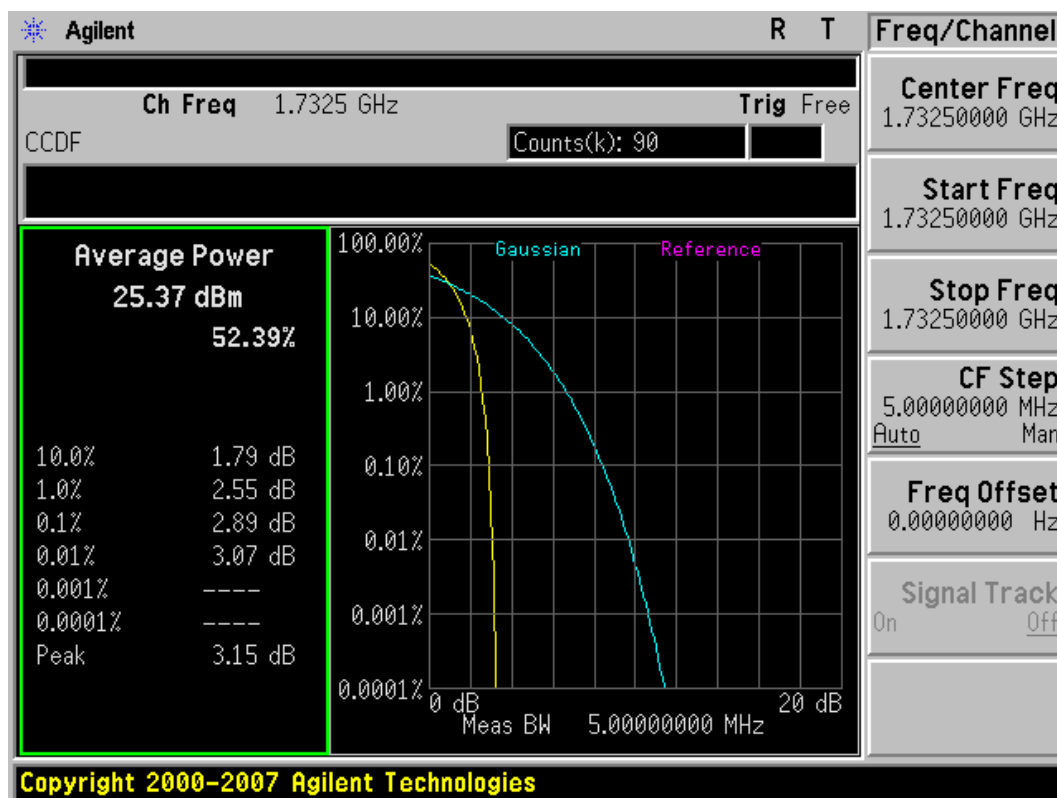 Agilent R T Freq/Channel
Ch Freq 1.7325 GHz Trig Free
CCDF Counts(k): 90
Center Freq
1.73250000 GHz
Start Freq
1.73250000 GHz
Stop Freq
1.73250000 GHz
CF Step
5.00000000 MHz
Auto Man
Freq Offset
0.00000000 Hz
Signal Track
On Off
Average Power
25.37 dBm
52.39%
10.0% 1.79 dB
1.0% 2.55 dB
0.1% 2.89 dB
0.01% 3.07 dB
0.001% ----
0.0001% ----
Peak 3.15 dB
Gaussian Reference
100.00%
10.00%
1.00%
0.10%
0.01%
0.001%
0.0001%
0 dB 20 dB
Meas BW 5.00000000 MHz
Copyright 2000-2007 Agilent Technologies